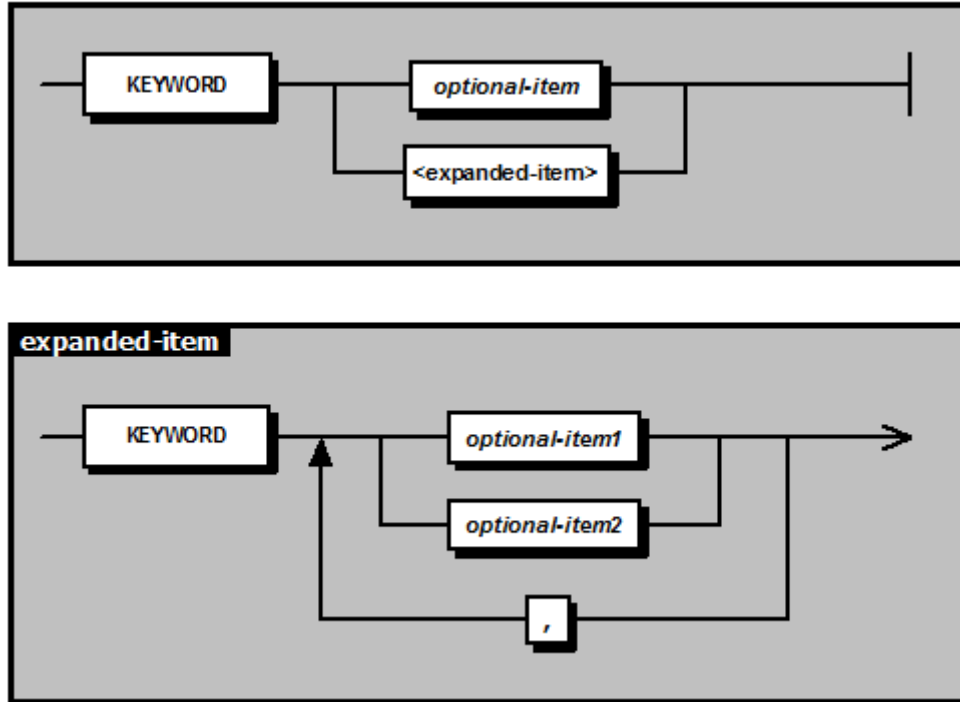 KEYWORD
optional-item
<expanded-item>
expanded-item
KEYWORD
optional-item1
optional-item2
,